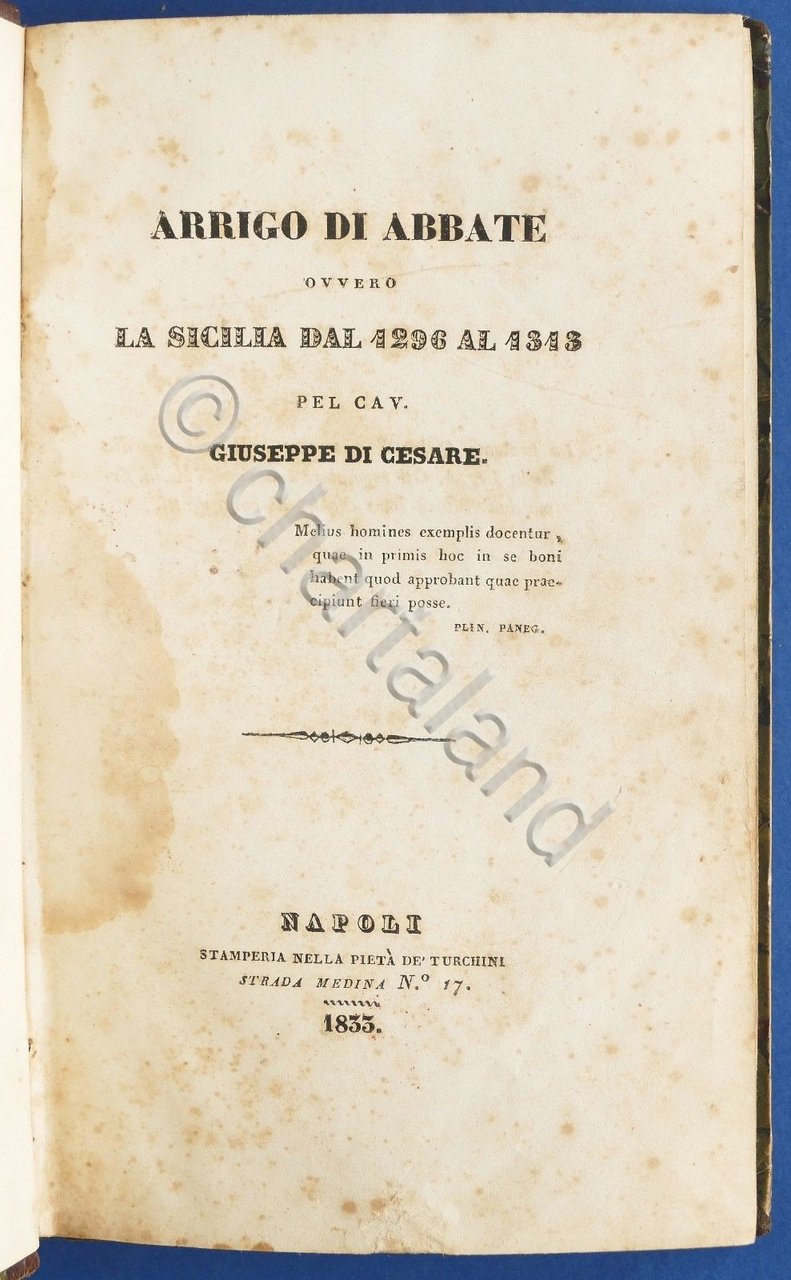 ARRIGO DI ABBATE
OVVERO
LA SICILIA DAL 1296 AL 1313
PEL CAV.
GIUSEPPE DI CESARE.
Melius homines exemplis docentur,
quae in primis hoc in se boni
habent quod approbant quae prae-
cipiunt fieri posse.
PLIN. PANEG.
NAPOLI
STAMPERIA NELLA PIETÀ DE' TURCHINI
STRADA MEDINA N.º 17.
1833.
© chartaland